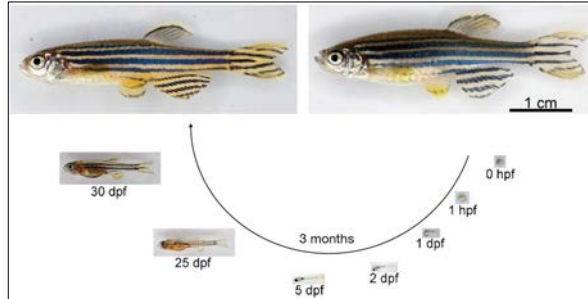 1 cm
0 hpf
30 dpf
1 hpf
3 months
1 dpf
25 dpf
2 dpf
5 dpf